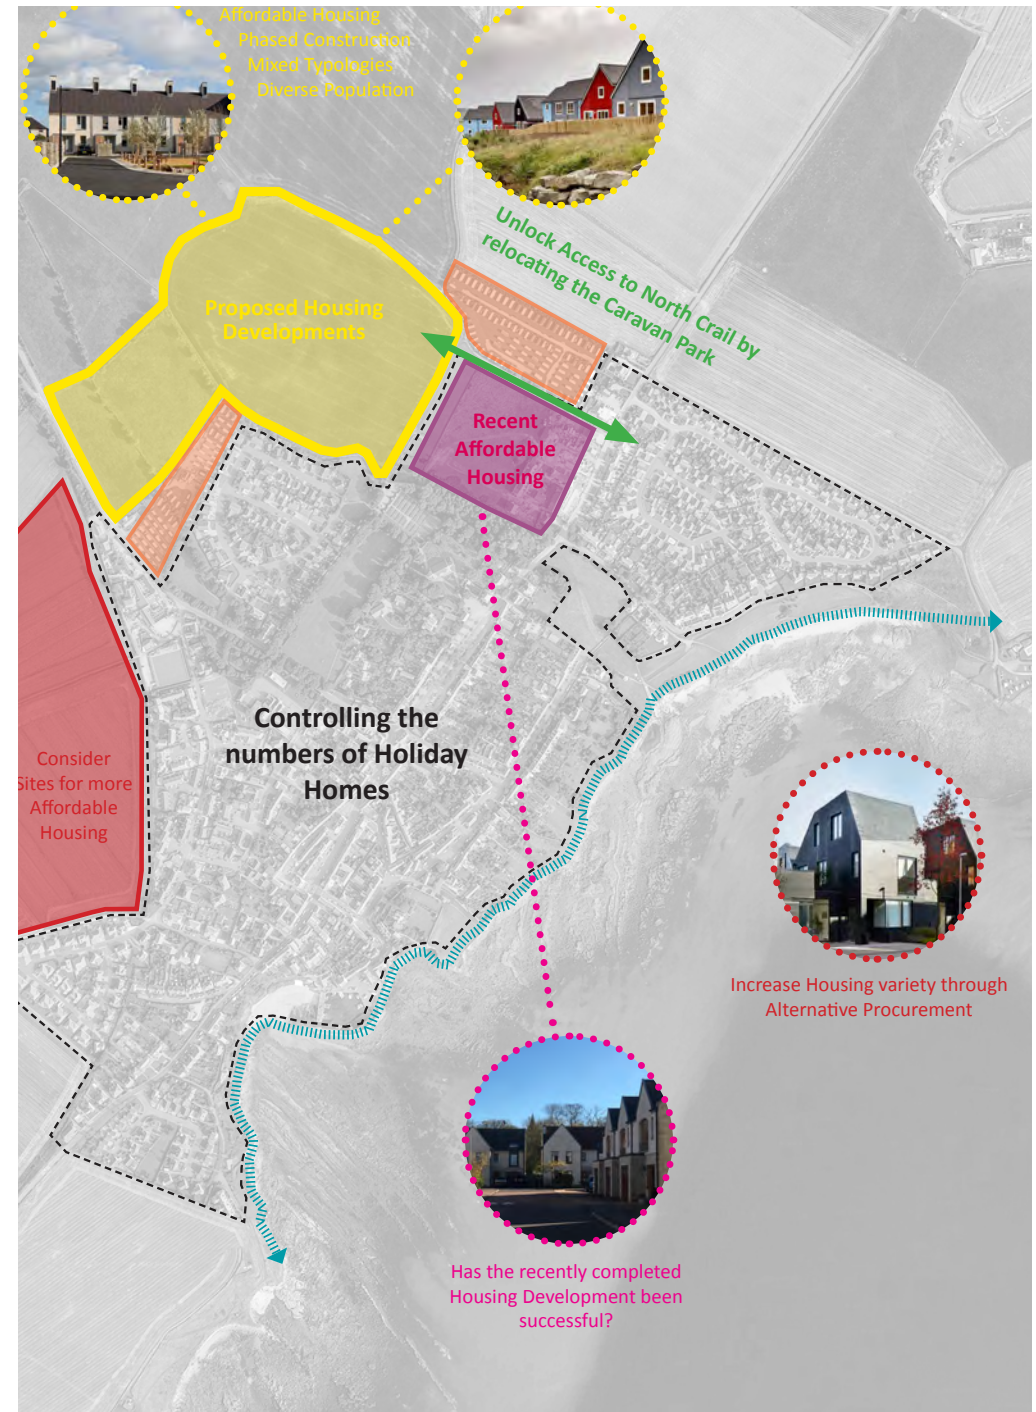 Affordable Housing
Phased Construction
Mixed Typologies
Diverse Population
Unlock Access to North Crail by
relocating the Caravan Park
Proposed Housing
Developments
Recent
Affordable
Housing
Controlling the
numbers of Holiday
Homes
Consider
Sites for more
Affordable
Housing
Increase Housing variety through
Alternative Procurement
Has the recently completed
Housing Development been
successful?